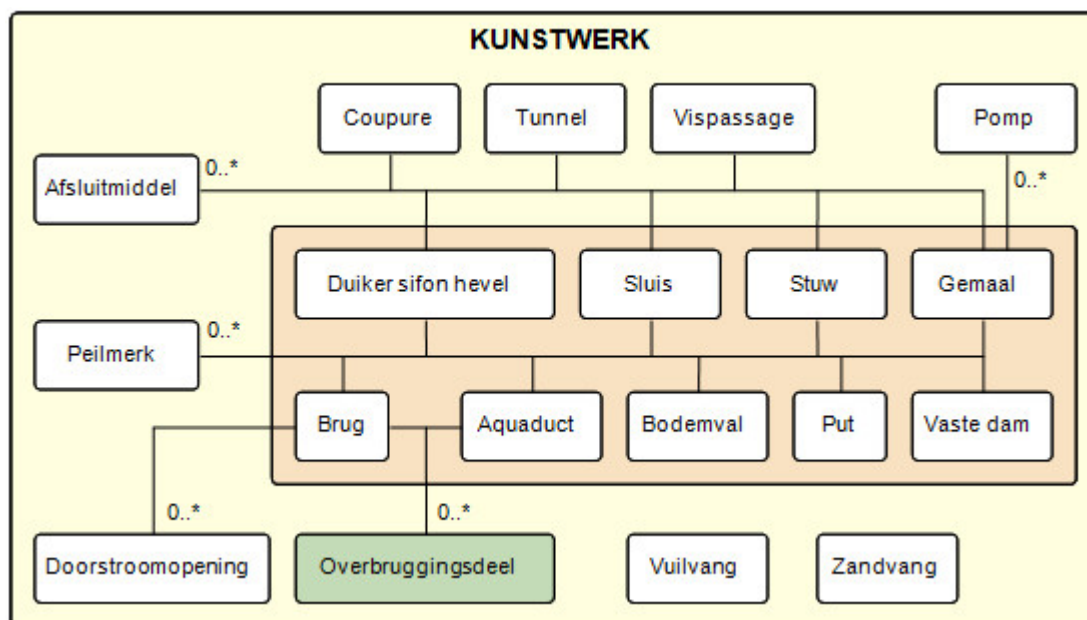 KUNSTWERK
Coupure
Tunnel
Vispassage
Pomp
Afsluitmiddel
0..*
0..*
Duiker sifon hevel
Sluis
Stuw
Gemaal
Peilmerk
0..*
Brug
Aquaduct
Bodemval
Put
Vaste dam
0..*
0..*
Doorstroomopening
Overbruggingsdeel
Vuilvang
Zandvang